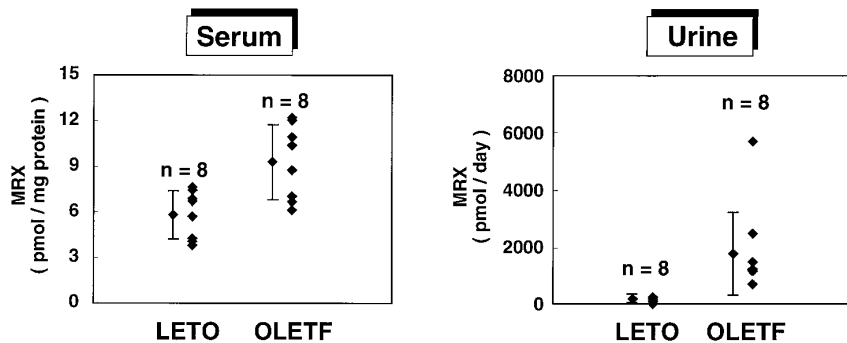 Serum
MRX
( pmol / mg protein )
15
12
9
6
3
0
n = 8
n = 8
LETO
OLETF
Urine
MRX
( pmol / day )
8000
6000
4000
2000
0
n = 8
n = 8
LETO
OLETF